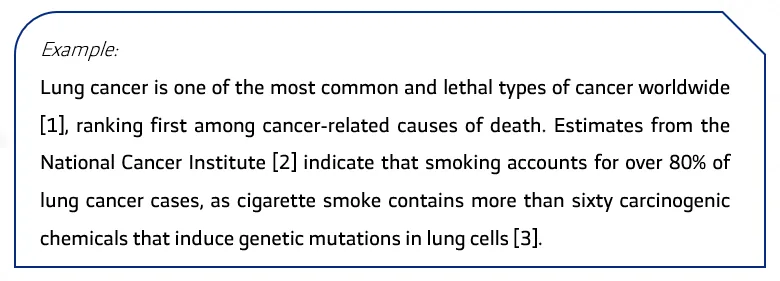 Example:
Lung cancer is one of the most common and lethal types of cancer worldwide
[1], ranking first among cancer-related causes of death. Estimates from the
National Cancer Institute [2] indicate that smoking accounts for over 80% of
lung cancer cases, as cigarette smoke contains more than sixty carcinogenic
chemicals that induce genetic mutations in lung cells [3].